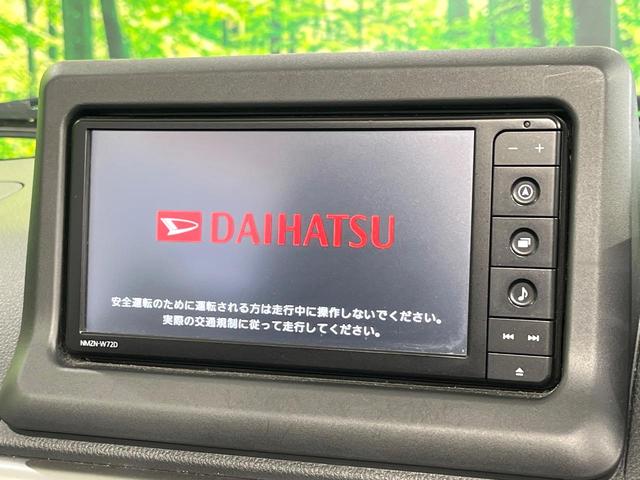 DAIHATSU
安全運転のために運転される方は走行中に操作しないでください。
実際の交通規制に従って走行してください。
NMZN-W72D